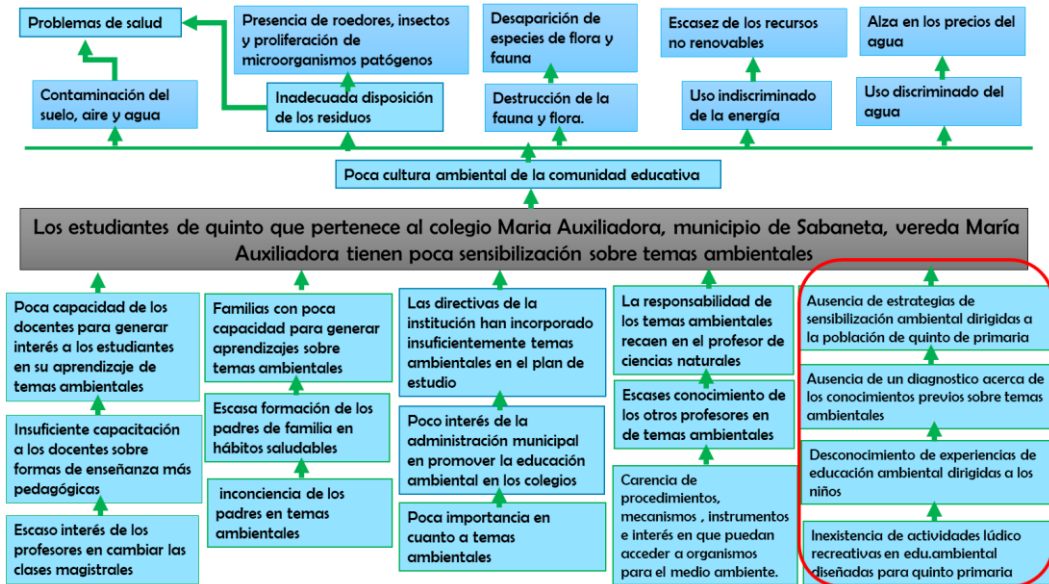 Problemas de salud
Presencia de roedores, insectos
y proliferación de
microorganismos patógenos
Desaparición de
especies de flora y
fauna
Escasez de los recursos
no renovables
Alza en los precios del
agua
Contaminación del
suelo, aire y agua
Inadecuada disposición
de los residuos
Destrucción de la
fauna y flora.
Uso indiscriminado
de la energía
Uso discriminado del
agua
Poca cultura ambiental de la comunidad educativa
Los estudiantes de quinto que pertenece al colegio Maria Auxiliadora, municipio de Sabaneta, vereda María
Auxiliadora tienen poca sensibilización sobre temas ambientales
Poca capacidad de los
docentes para generar
interés a los estudiantes
en su aprendizaje de
temas ambientales
Insuficiente capacitación
a los docentes sobre
formas de enseñanza más
pedagógicas
Escaso interés de los
profesores en cambiar las
clases magistrales
Familias con poca
capacidad para generar
aprendizajes sobre
temas ambientales
Escasa formación de los
padres de familia en
hábitos saludables
inconciencia de los
padres en temas
ambientales
Las directivas de la
institución han incorporado
insuficientemente temas
ambientales en el plan de
estudio
Poco interés de la
administración municipal
en promover la educación
ambiental en los colegios
Poca importancia en
cuanto a temas
ambientales
La responsabilidad de
los temas ambientales
recaen en el profesor de
ciencias naturales
Escases conocimiento de
los otros profesores en
de temas ambientales
Carencia de
procedimientos,
mecanismos , instrumentos
e interés en que puedan
acceder a organismos
para el medio ambiente.
Ausencia de estrategias de
sensibilización ambiental dirigidas a
la población de quinto de primaria
Ausencia de un diagnostico acerca de
los conocimientos previos sobre temas
ambientales
Desconocimiento de experiencias de
educación ambiental dirigidas a los
niños
Inexistencia de actividades lúdico
recreativas en edu.ambiental
diseñadas para quinto primaria